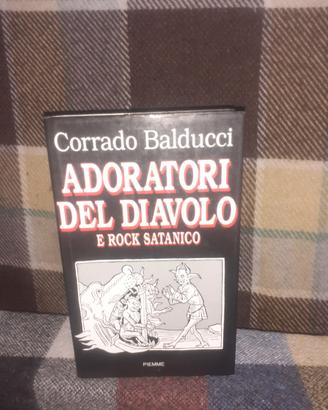 Corrado Balducci
ADORATORI
DEL DIAVOLO
E ROCK SATANICO
PIEMME